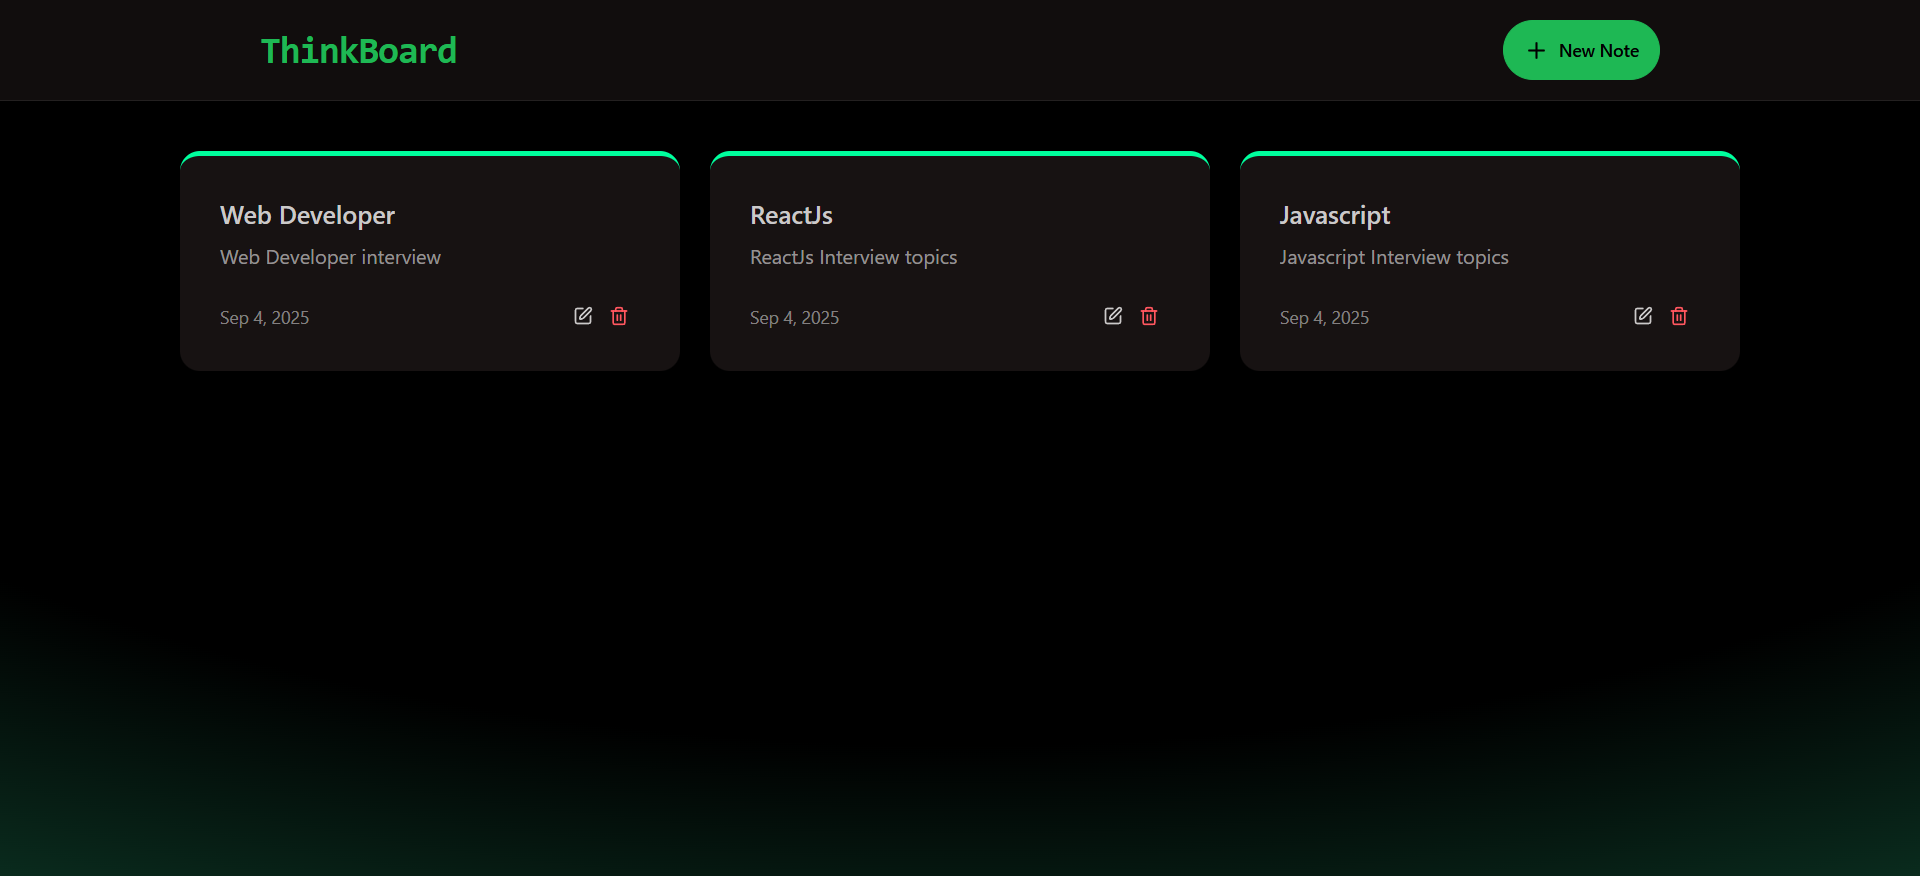 ThinkBoard
New Note
Web Developer
Web Developer interview
Sep 4, 2025
ReactJs
ReactJs Interview topics
Sep 4, 2025
Javascript
Javascript Interview topics
Sep 4, 2025